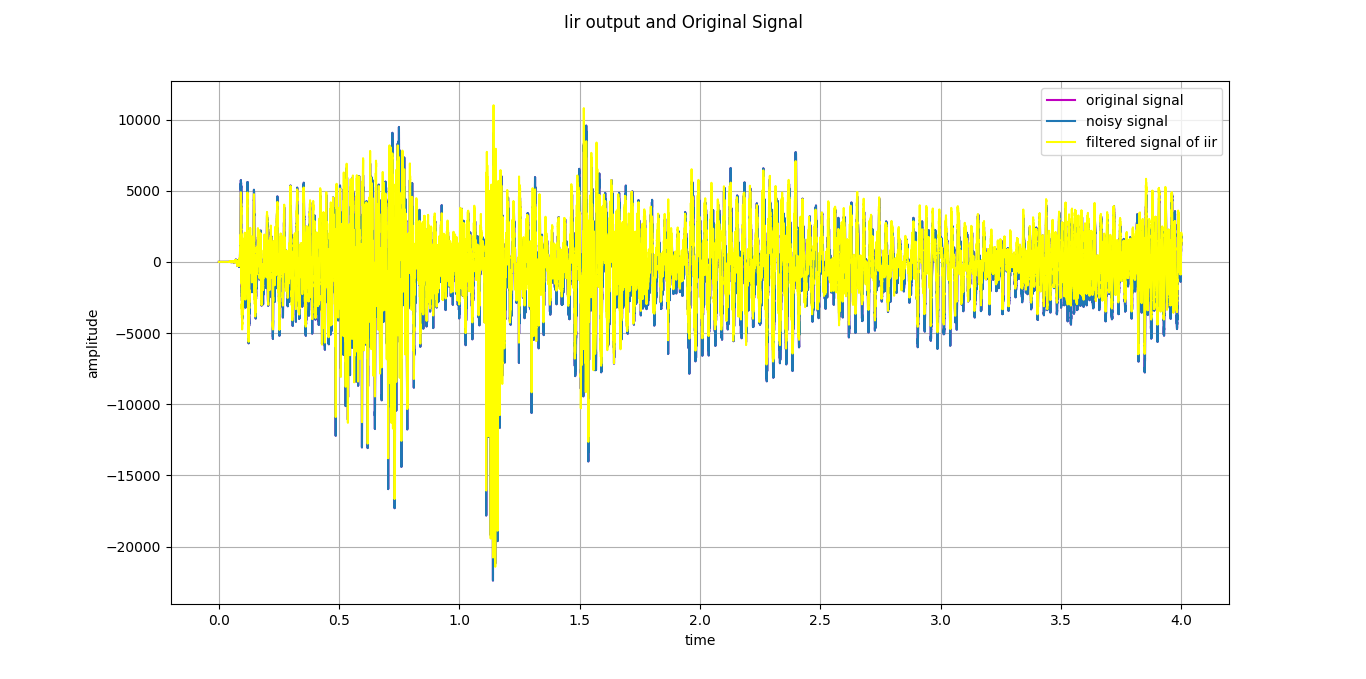 Iir output and Original Signal
original signal
noisy signal
filtered signal of iir
amplitude
10000
5000
0
−5000
−10000
−15000
−20000
0.0 0.5 1.0 1.5 2.0 2.5 3.0 3.5 4.0
time